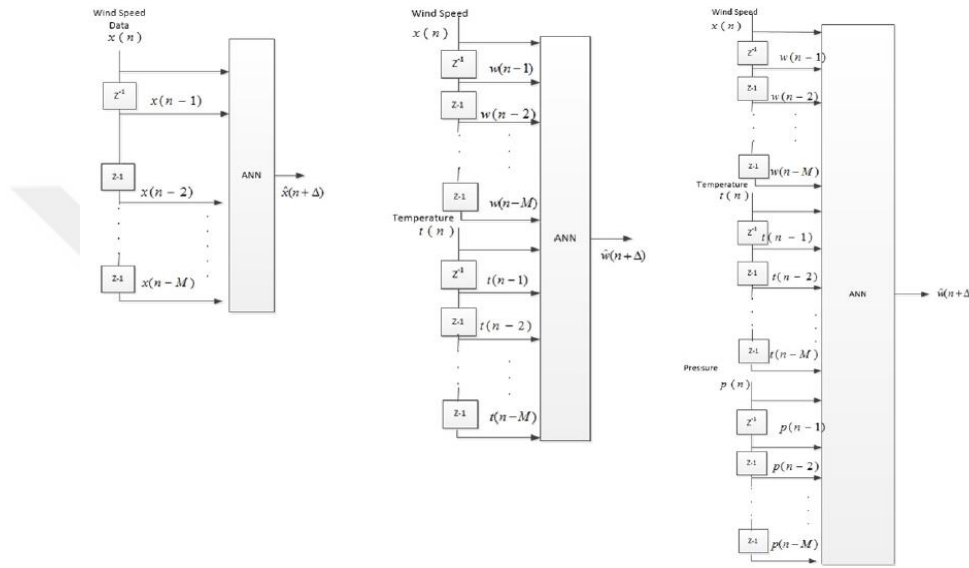 Wind Speed
Data
x(n)
Z⁻¹
x(n − 1)
Z-1
x(n − 2)
Z-1
x(n − M)
ANN
x̂(n + Δ)
Wind Speed
x(n)
Z⁻¹
w(n − 1)
Z-1
w(n − 2)
Z-1
w(n − M)
Temperature
t(n)
Z⁻¹
t(n − 1)
Z-1
t(n − 2)
Z-1
t(n − M)
ANN
ŵ(n + Δ)
Wind Speed
x(n)
Z⁻¹
w(n − 1)
Z-1
w(n − 2)
Z-1
w(n − M)
Temperature
t(n)
Z⁻¹
t(n − 1)
Z-1
t(n − 2)
Z-1
t(n − M)
Pressure
p(n)
Z⁻¹
p(n − 1)
Z-1
p(n − 2)
Z-1
p(n − M)
ANN
ŵ(n + Δ